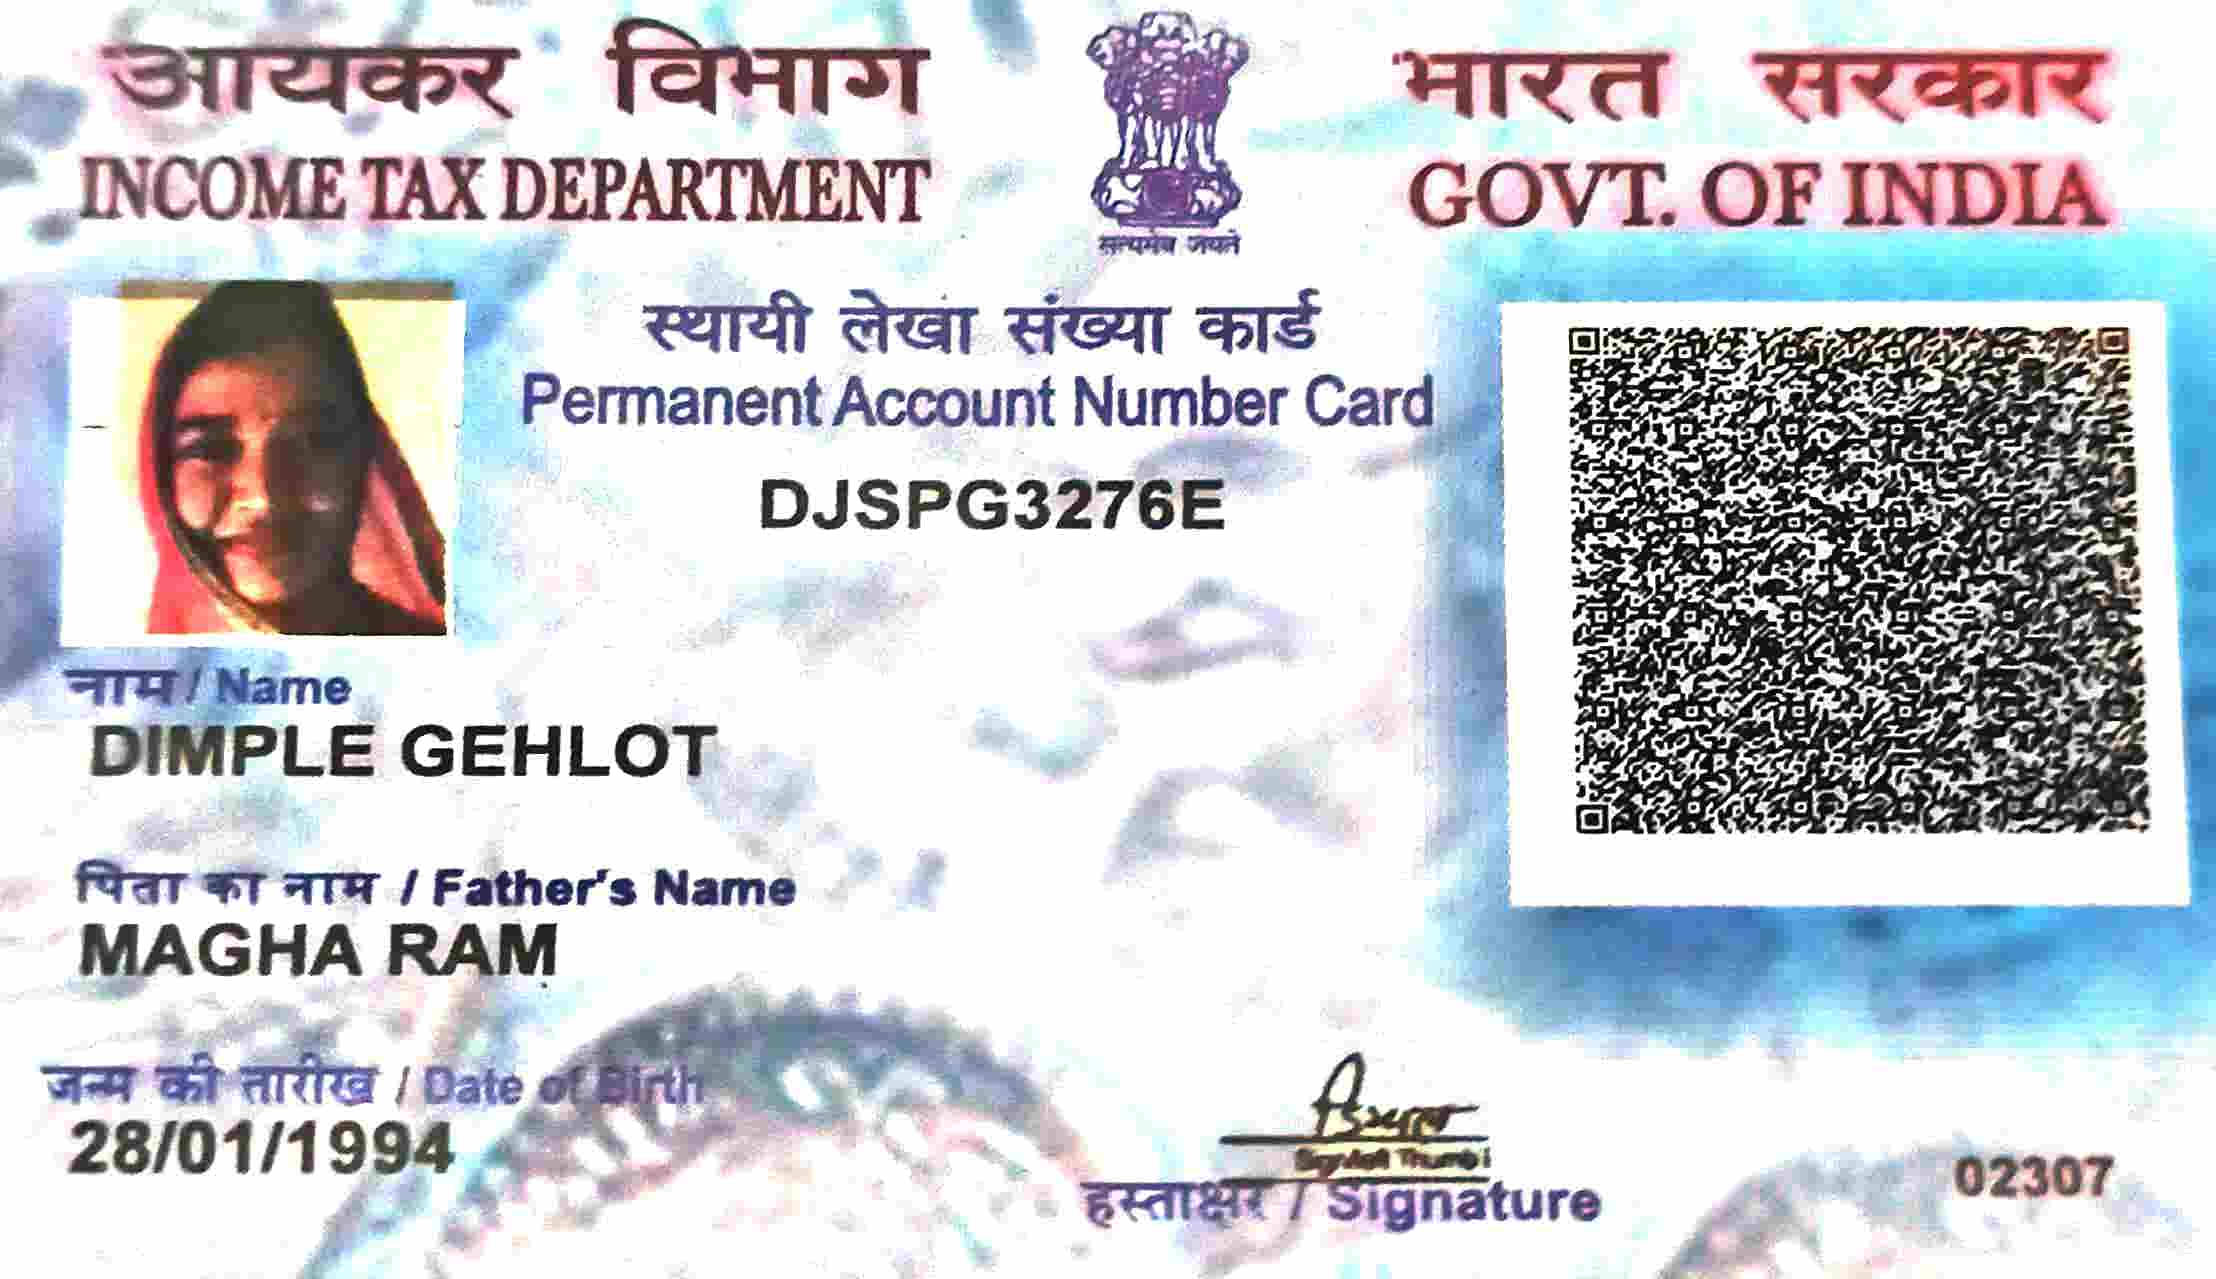 आयकर विभाग
INCOME TAX DEPARTMENT
सत्यमेव जयते
भारत सरकार
GOVT. OF INDIA
स्थायी लेखा संख्या कार्ड
Permanent Account Number Card
DJSPG3276E
नाम / Name
DIMPLE GEHLOT
पिता का नाम / Father's Name
MAGHA RAM
जन्म की तारीख / Date of Birth
28/01/1994
हस्ताक्षर / Signature
02307